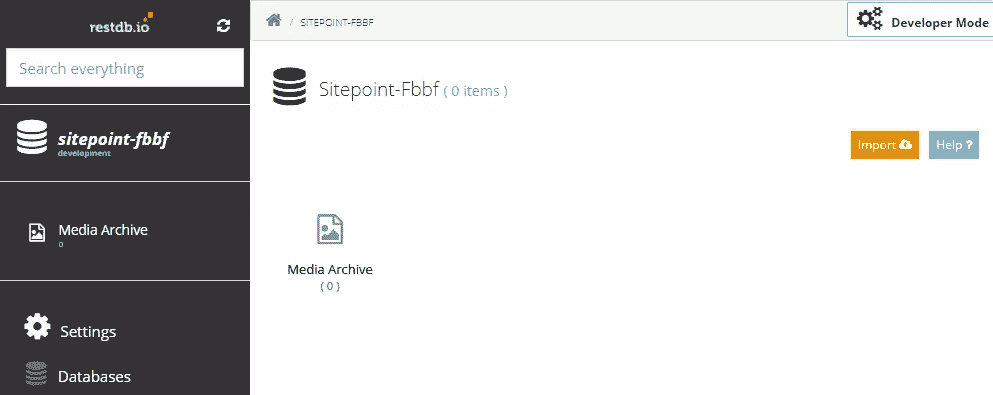 restdb.io
Search everything
sitepoint-fbbf
development
Media Archive
0
Settings
Databases
/ SITEPOINT-FBBF
Developer Mode
Sitepoint-Fbbf ( 0 items )
Import
Help ?
Media Archive
( 0 )